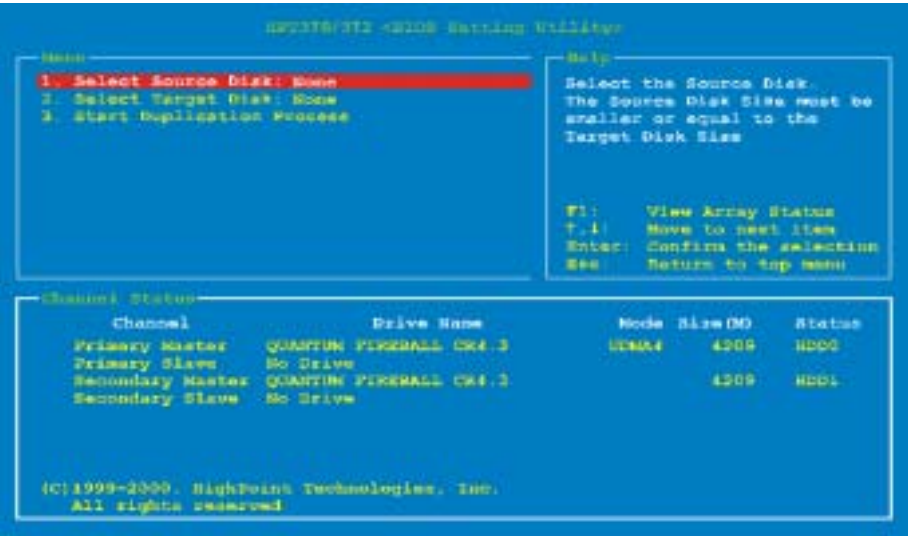 HPT370/372 <BIOS Setting Utility>
Menu
1. Select Source Disk: None
2. Select Target Disk: None
3. Start Duplication Process
Help
Select the Source Disk.
The Source Disk Size must be
smaller or equal to the
Target Disk Size
F1: View Array Status
↑,↓: Move to next item
Enter: Confirm the selection
Esc: Return to top menu
Channel Status
Channel Drive Name Mode Size(M) Status
Primary Master QUANTUM FIREBALL CR4.3 UDMA4 4209 HDD0
Primary Slave No Drive
Secondary Master QUANTUM FIREBALL CR4.3 4209 HDD1
Secondary Slave No Drive
(C)1999-2000. HighPoint Technologies, Inc.
All rights reserved